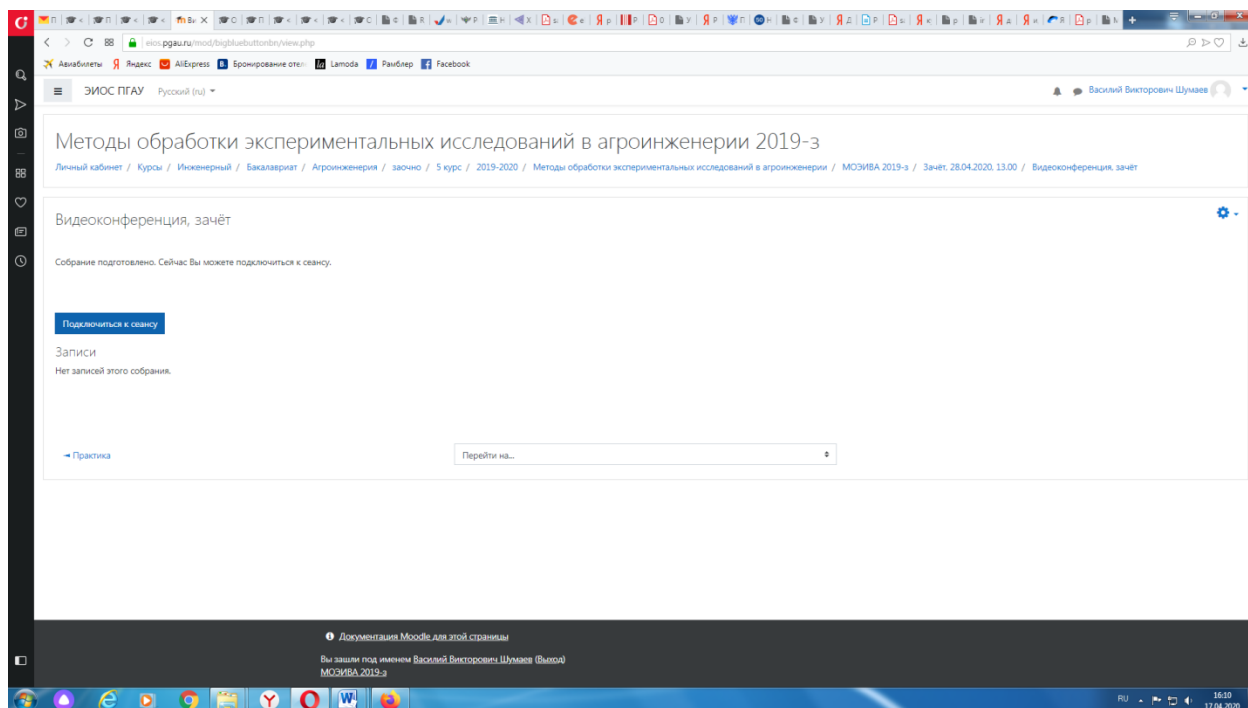 eios.pgau.ru/mod/bigbluebuttonbn/view.php
Авиабилеты Яндекс AliExpress Бронирование отел Lamoda Рамблер Facebook
ЭИОС ПГАУ Русский (ru) Василий Викторович Шумаев
Методы обработки экспериментальных исследований в агроинженерии 2019-з
Личный кабинет / Курсы / Инженерный / Бакалавриат / Агроинженерия / заочно / 5 курс / 2019-2020 / Методы обработки экспериментальных исследований в агроинженерии / МОЭИВА 2019-з / Зачёт, 28.04.2020, 13.00 / Видеоконференция, зачёт
Видеоконференция, зачёт
Собрание подготовлено. Сейчас Вы можете подключиться к сеансу.
Подключиться к сеансу
Записи
Нет записей этого собрания.
◄ Практика
Перейти на...
Документация Moodle для этой страницы
Вы зашли под именем Василий Викторович Шумаев (Выход)
МОЭИВА 2019-з
RU 16:10
17.04.2020